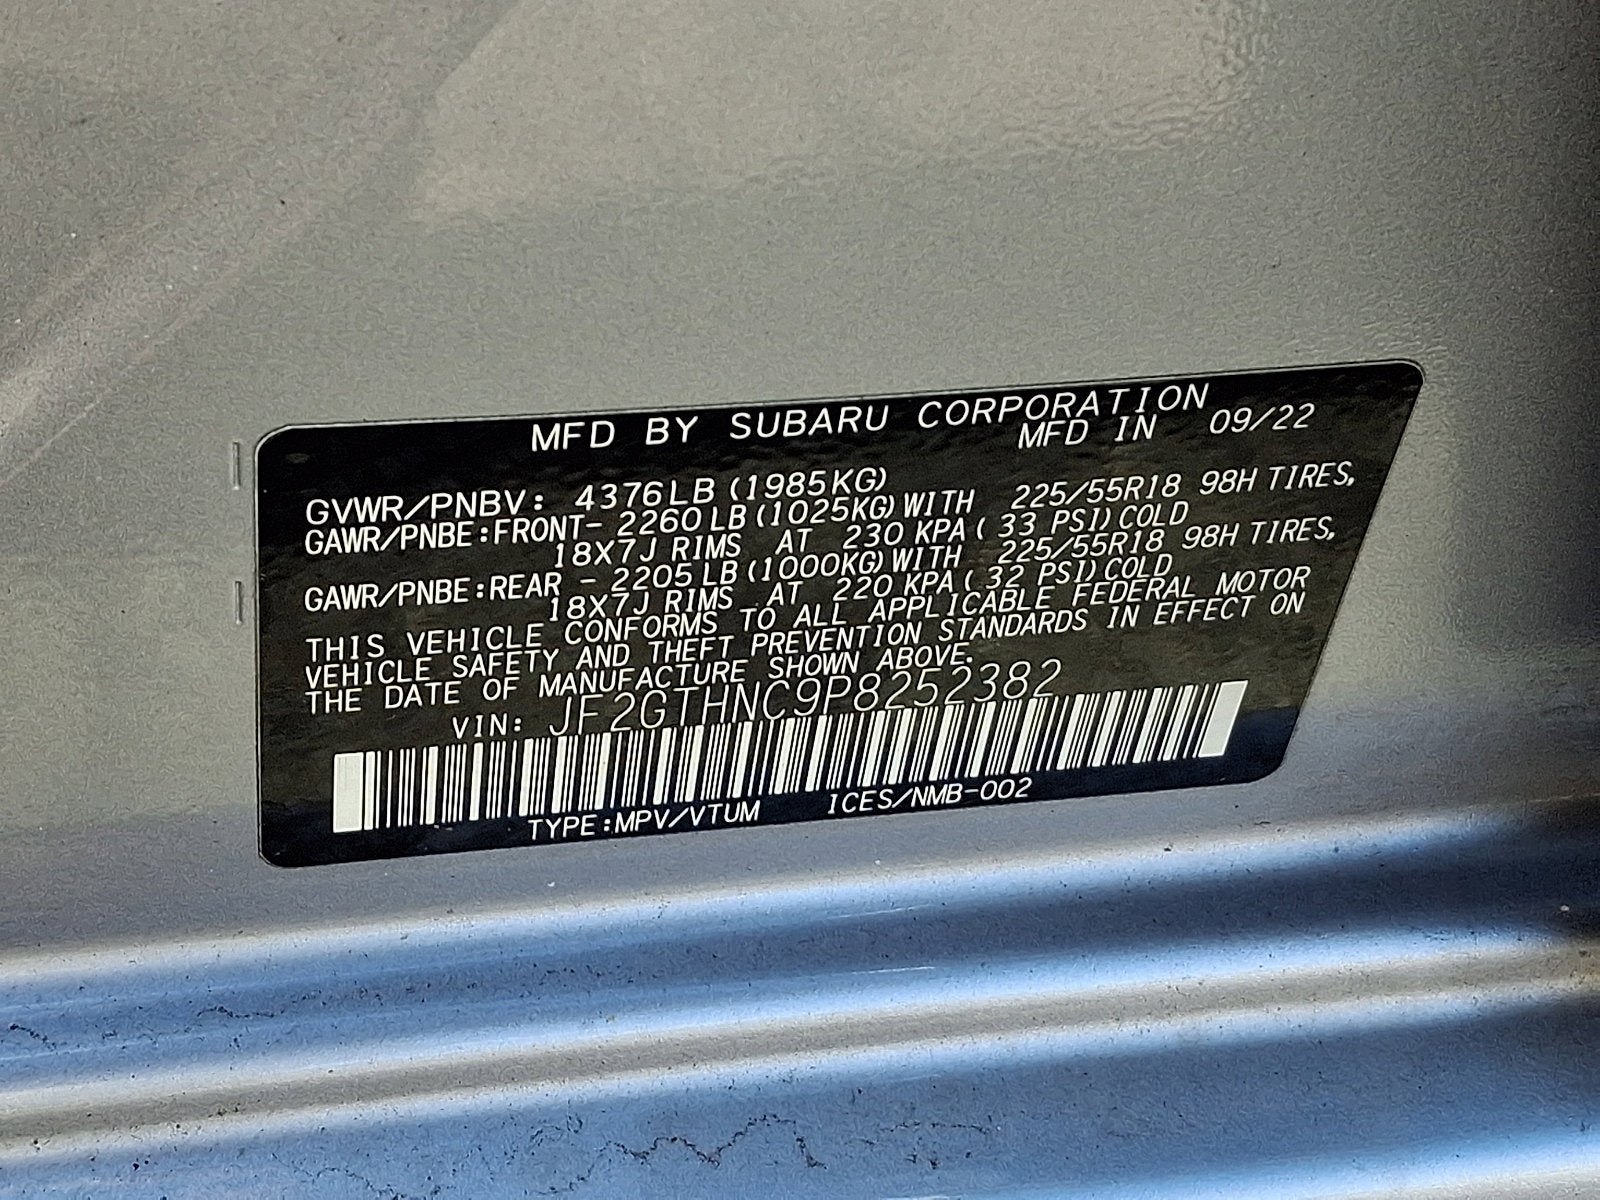 MFD BY SUBARU CORPORATION
MFD IN 09/22
GVWR/PNBV: 4376LB (1985KG)
GAWR/PNBE:FRONT- 2260LB (1025KG) WITH 225/55R18 98H TIRES,
18X7J RIMS AT 230 KPA ( 33 PSI) COLD
GAWR/PNBE:REAR - 2205LB (1000KG) WITH 225/55R18 98H TIRES,
18X7J RIMS AT 220 KPA ( 32 PSI) COLD
THIS VEHICLE CONFORMS TO ALL APPLICABLE FEDERAL MOTOR
VEHICLE SAFETY AND THEFT PREVENTION STANDARDS IN EFFECT ON
THE DATE OF MANUFACTURE SHOWN ABOVE.
VIN: JF2GTHNC9P8252382
TYPE:MPV/VTUM ICES/NMB-002